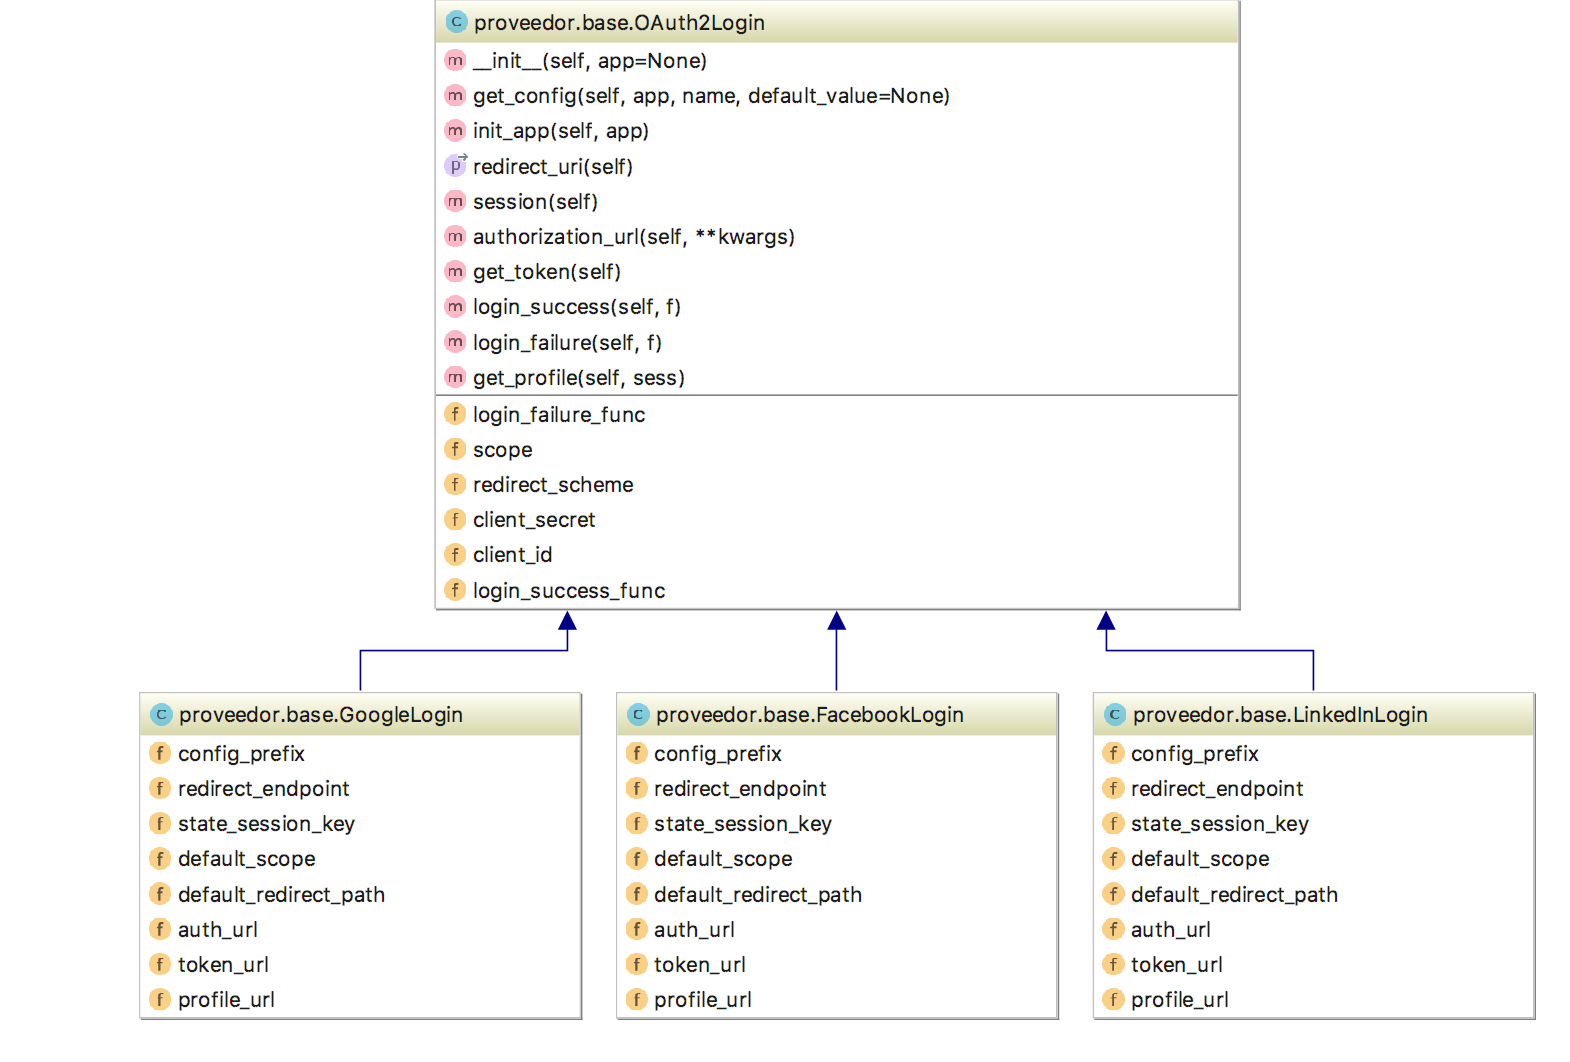 C proveedor.base.OAuth2Login
m __init__(self, app=None)
m get_config(self, app, name, default_value=None)
m init_app(self, app)
p redirect_uri(self)
m session(self)
m authorization_url(self, **kwargs)
m get_token(self)
m login_success(self, f)
m login_failure(self, f)
m get_profile(self, sess)
f login_failure_func
f scope
f redirect_scheme
f client_secret
f client_id
f login_success_func
C proveedor.base.GoogleLogin
f config_prefix
f redirect_endpoint
f state_session_key
f default_scope
f default_redirect_path
f auth_url
f token_url
f profile_url
C proveedor.base.FacebookLogin
f config_prefix
f redirect_endpoint
f state_session_key
f default_scope
f default_redirect_path
f auth_url
f token_url
f profile_url
C proveedor.base.LinkedInLogin
f config_prefix
f redirect_endpoint
f state_session_key
f default_scope
f default_redirect_path
f auth_url
f token_url
f profile_url